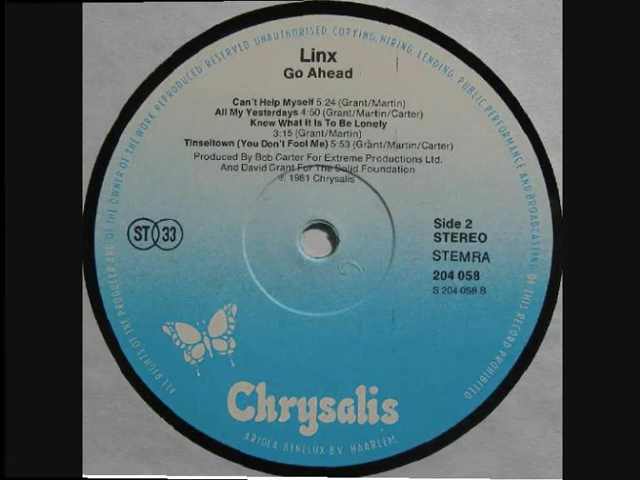 ALL RIGHTS OF THE PRODUCER AND OF THE OWNER OF THE WORK REPRODUCED RESERVED UNAUTHORISED COPYING, HIRING, LENDING, PUBLIC PERFORMANCE AND BROADCASTING OF THIS RECORD PROHIBITED
Linx
Go Ahead
Can't Help Myself 5:24 (Grant/Martin)
All My Yesterdays 4:50 (Grant/Martin/Carter)
Know What It Is To Be Lonely
3:15 (Grant/Martin)
Tinseltown (You Don't Fool Me) 5:53 (Grant/Martin/Carter)
Produced By Bob Carter For Extreme Productions Ltd.
And David Grant For The Solid Foundation
℗ 1981 Chrysalis
ST 33
Side 2
STEREO
STEMRA
204 058
S 204 058 B
Chrysalis
ARIOLA BENELUX B.V. HAARLEM